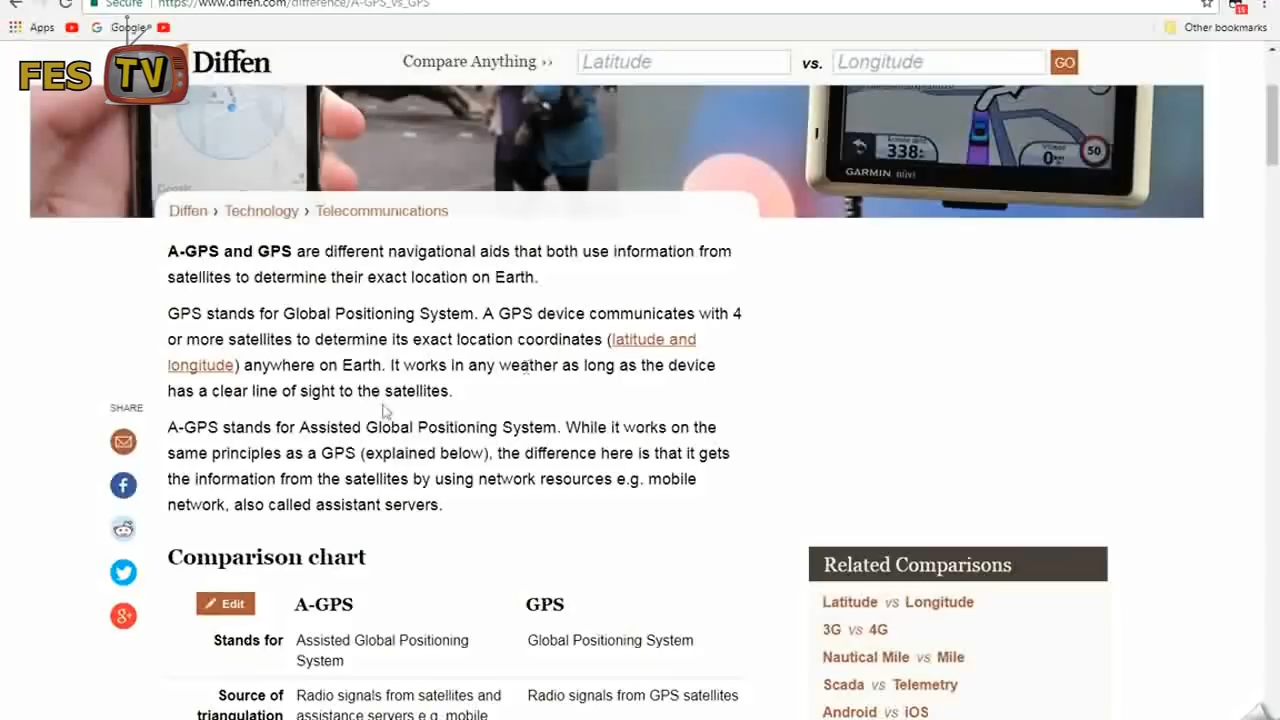 Secure
https://www.diffen.com/difference/A-GPS_vs_GPS
Apps
Google
Other bookmarks
15
FES TV
Diffen
Compare Anything ››
Latitude
vs.
Longitude
GO
338
0
50
GARMIN nüvi
Google
Diffen › Technology › Telecommunications
A-GPS and GPS are different navigational aids that both use information from
satellites to determine their exact location on Earth.
GPS stands for Global Positioning System. A GPS device communicates with 4
or more satellites to determine its exact location coordinates (latitude and
longitude) anywhere on Earth. It works in any weather as long as the device
has a clear line of sight to the satellites.
A-GPS stands for Assisted Global Positioning System. While it works on the
same principles as a GPS (explained below), the difference here is that it gets
the information from the satellites by using network resources e.g. mobile
network, also called assistant servers.
SHARE
Comparison chart
Edit
A-GPS
GPS
Stands for
Assisted Global Positioning
System
Global Positioning System
Source of
triangulation
Radio signals from satellites and
assistance servers e.g. mobile
Radio signals from GPS satellites
Related Comparisons
Latitude vs Longitude
3G vs 4G
Nautical Mile vs Mile
Scada vs Telemetry
Android vs iOS